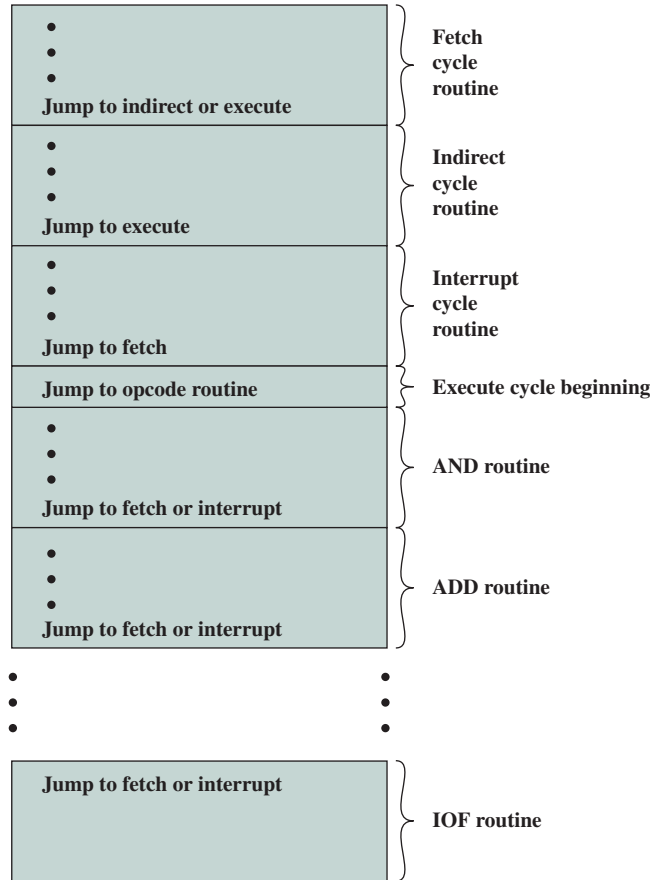 Fetch
cycle
routine
Jump to indirect or execute
Indirect
cycle
routine
Jump to execute
Interrupt
cycle
routine
Jump to fetch
Jump to opcode routine
Execute cycle beginning
AND routine
Jump to fetch or interrupt
ADD routine
Jump to fetch or interrupt
Jump to fetch or interrupt
IOF routine